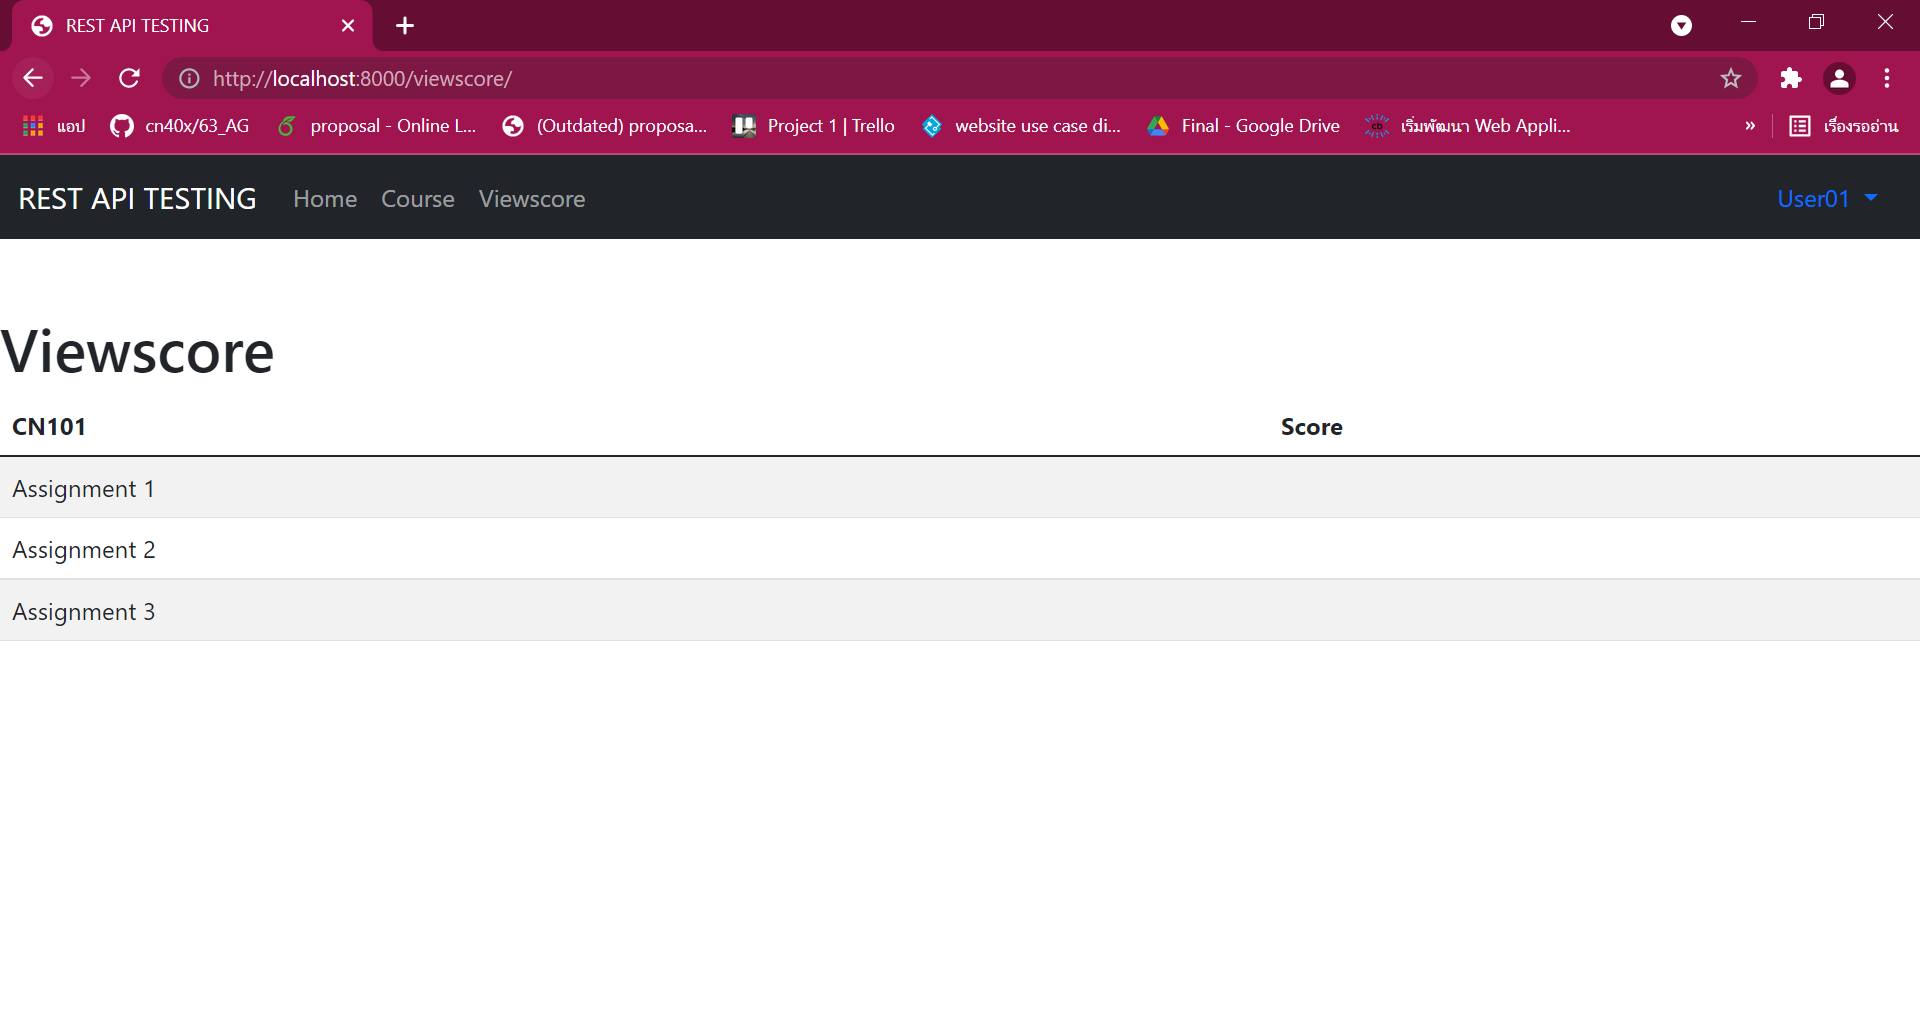 REST API TESTING
http://localhost:8000/viewscore/
แอป cn40x/63_AG proposal - Online L... (Outdated) proposa... Project 1 | Trello website use case di... Final - Google Drive เริ่มพัฒนา Web Appli... » เรื่องรออ่าน
REST API TESTING Home Course Viewscore User01
Viewscore
CN101 Score
Assignment 1
Assignment 2
Assignment 3